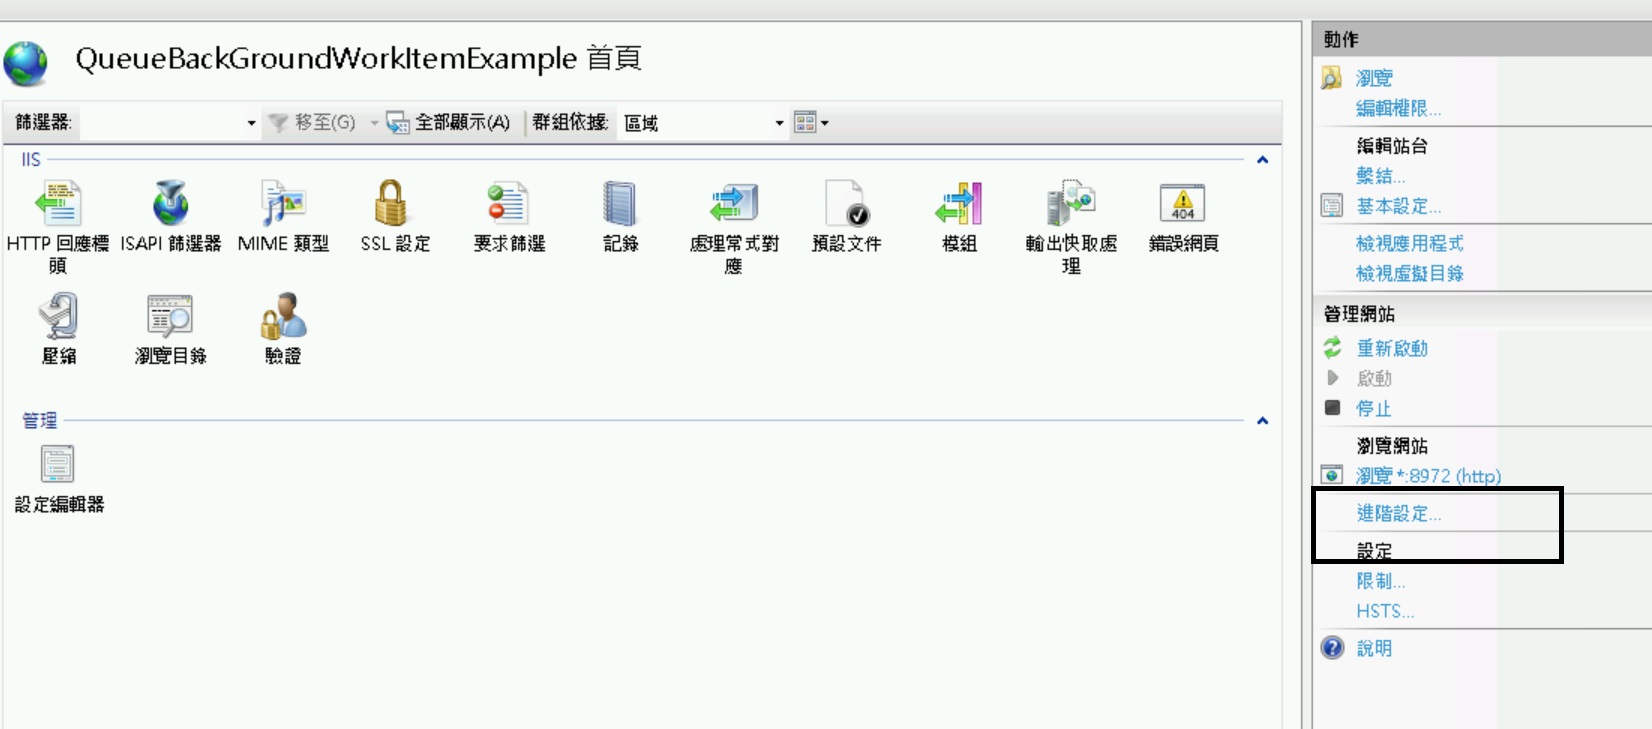 QueueBackGroundWorkItemExample 首頁
篩選器:
移至(G)
全部顯示(A)
群組依據:
區域
IIS
HTTP 回應標
頭
ISAPI 篩選器
MIME 類型
SSL 設定
要求篩選
記錄
處理常式對
應
預設文件
模組
輸出快取處
理
404
錯誤網頁
壓縮
瀏覽目錄
驗證
管理
設定編輯器
動作
瀏覽
編輯權限...
編輯站台
繫結...
基本設定...
檢視應用程式
檢視虛擬目錄
管理網站
重新啟動
啟動
停止
瀏覽網站
瀏覽 *:8972 (http)
進階設定...
設定
限制...
HSTS...
說明